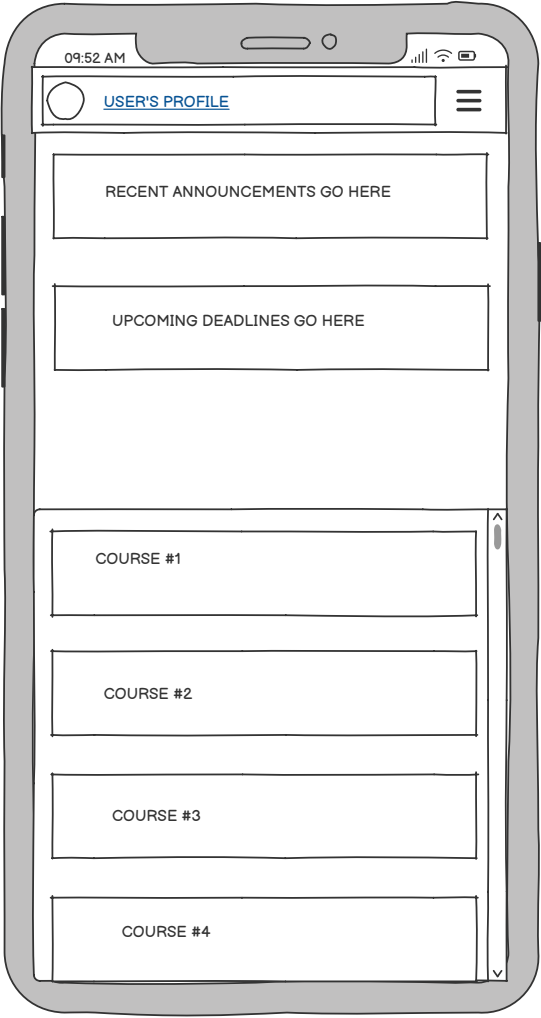 09:52 AM
USER'S PROFILE
RECENT ANNOUNCEMENTS GO HERE
UPCOMING DEADLINES GO HERE
COURSE #1
COURSE #2
COURSE #3
COURSE #4